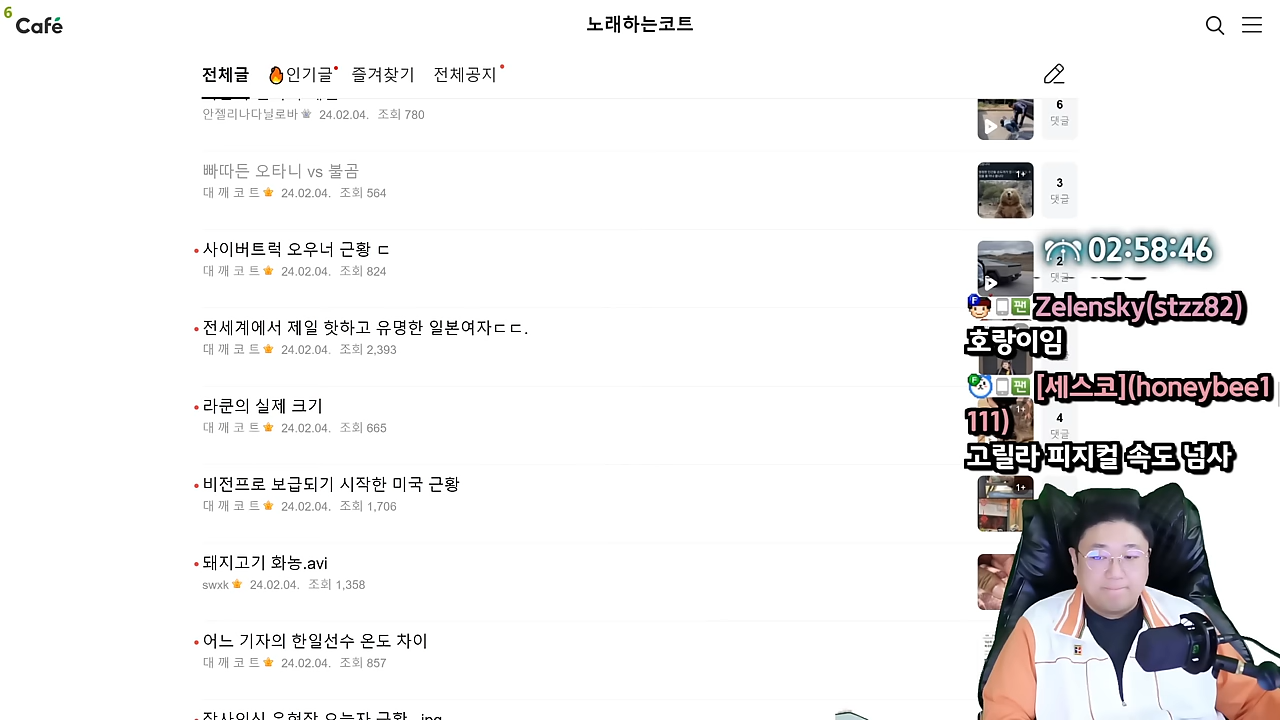 6
Café
노래하는코트
전체글
🔥인기글
즐겨찾기
전체공지
안젤리나다닐로바 24.02.04. 조회 780
6
댓글
빠따든 오타니 vs 불곰
대 깨 코 트 24.02.04. 조회 564
1+
3
댓글
사이버트럭 오우너 근황 ㄷ
대 깨 코 트 24.02.04. 조회 824
2
댓글
02:58:46
Zelensky(stzz82)
호랑이임
전세계에서 제일 핫하고 유명한 일본여자ㄷㄷ.
대 깨 코 트 24.02.04. 조회 2,393
[세스코](honeybee1
111)
고릴라 피지컬 속도 넘사
라쿤의 실제 크기
대 깨 코 트 24.02.04. 조회 665
1+
4
댓글
비전프로 보급되기 시작한 미국 근황
대 깨 코 트 24.02.04. 조회 1,706
1+
돼지고기 화농.avi
swxk 24.02.04. 조회 1,358
어느 기자의 한일선수 온도 차이
대 깨 코 트 24.02.04. 조회 857